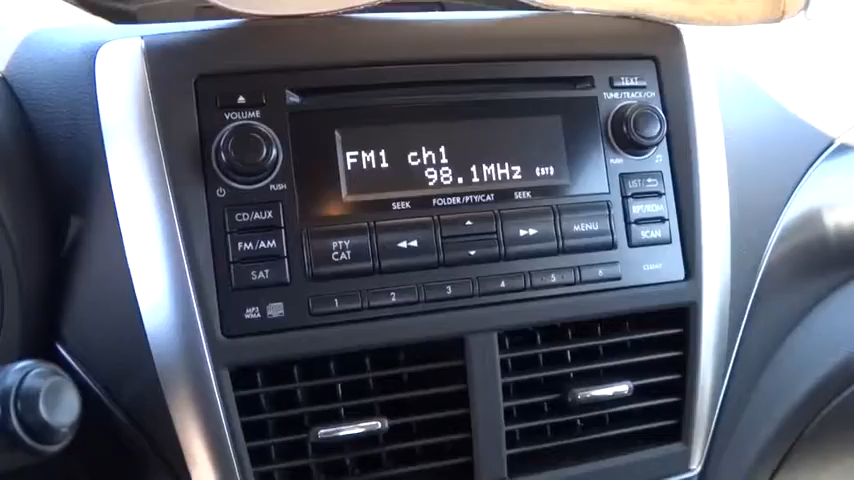 TEXT
VOLUME
TUNE/TRACK/CH
FM1 ch1
98.1MHz (ST)
PUSH
PUSH
LIST
SEEK
FOLDER/PTY/CAT
SEEK
CD/AUX
FM/AM
SAT
PTY
CAT
MENU
RPT/RDM
SCAN
1 2 3 4 5 6
MP3
WMA